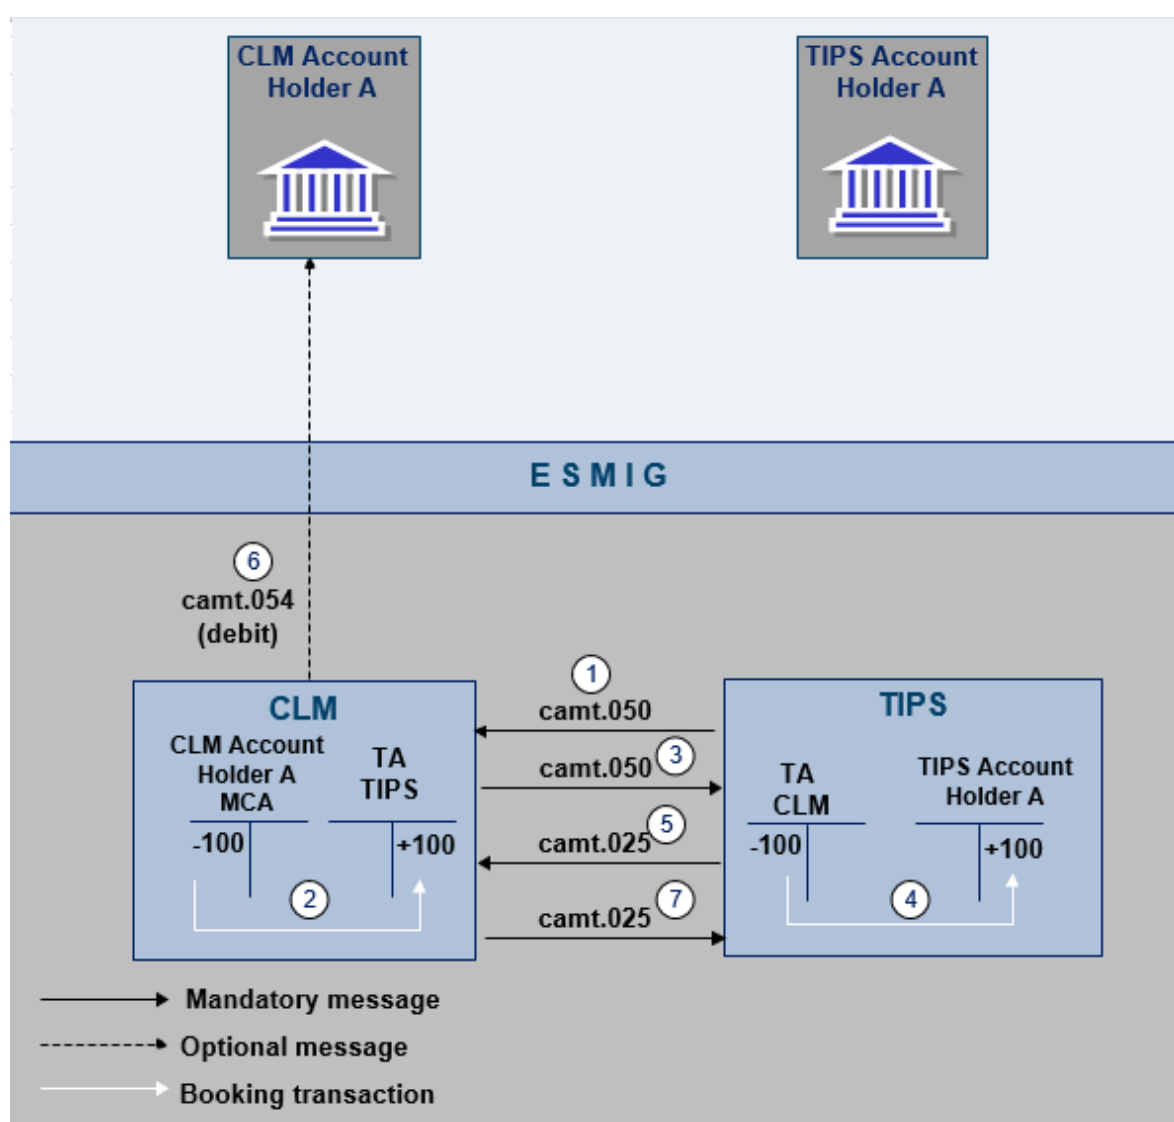 CLM Account
Holder A
TIPS Account
Holder A
E S M I G
6
camt.054
(debit)
1
camt.050
3
camt.050
5
camt.025
7
camt.025
CLM
CLM Account
Holder A
MCA
TA
TIPS
-100
+100
2
TIPS
TA
CLM
TIPS Account
Holder A
-100
+100
4
Mandatory message
Optional message
Booking transaction